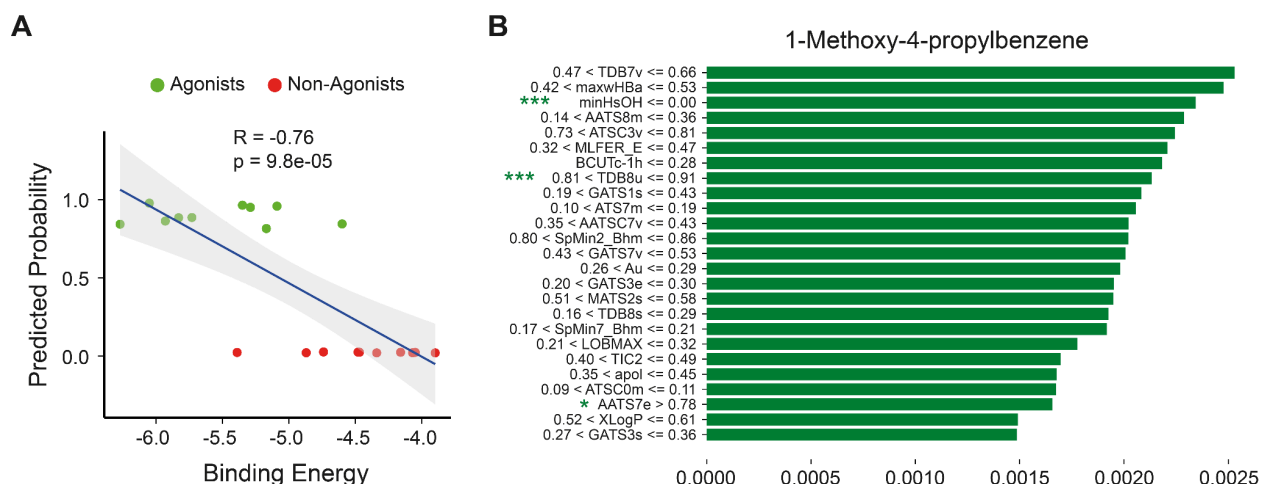 A
B
Agonists
Non-Agonists
R = -0.76
p = 9.8e-05
Predicted Probability
1.0
0.5
0.0
-6.0 -5.5 -5.0 -4.5 -4.0
Binding Energy
1-Methoxy-4-propylbenzene
0.47 < TDB7v <= 0.66
0.42 < maxwHBa <= 0.53
*** minHsOH <= 0.00
0.14 < AATS8m <= 0.36
0.73 < ATSC3v <= 0.81
0.32 < MLFER_E <= 0.47
BCUTc-1h <= 0.28
*** 0.81 < TDB8u <= 0.91
0.19 < GATS1s <= 0.43
0.10 < ATS7m <= 0.19
0.35 < AATSC7v <= 0.43
0.80 < SpMin2_Bhm <= 0.86
0.43 < GATS7v <= 0.53
0.26 < Au <= 0.29
0.20 < GATS3e <= 0.30
0.51 < MATS2s <= 0.58
0.16 < TDB8s <= 0.29
0.17 < SpMin7_Bhm <= 0.21
0.21 < LOBMAX <= 0.32
0.40 < TIC2 <= 0.49
0.35 < apol <= 0.45
0.09 < ATSC0m <= 0.11
* AATS7e > 0.78
0.52 < XLogP <= 0.61
0.27 < GATS3s <= 0.36
0.0000 0.0005 0.0010 0.0015 0.0020 0.0025